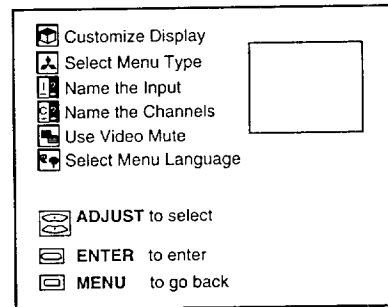 Customize Display
Select Menu Type
Name the Input
Name the Channels
Use Video Mute
Select Menu Language
ADJUST to select
ENTER to enter
MENU to go back